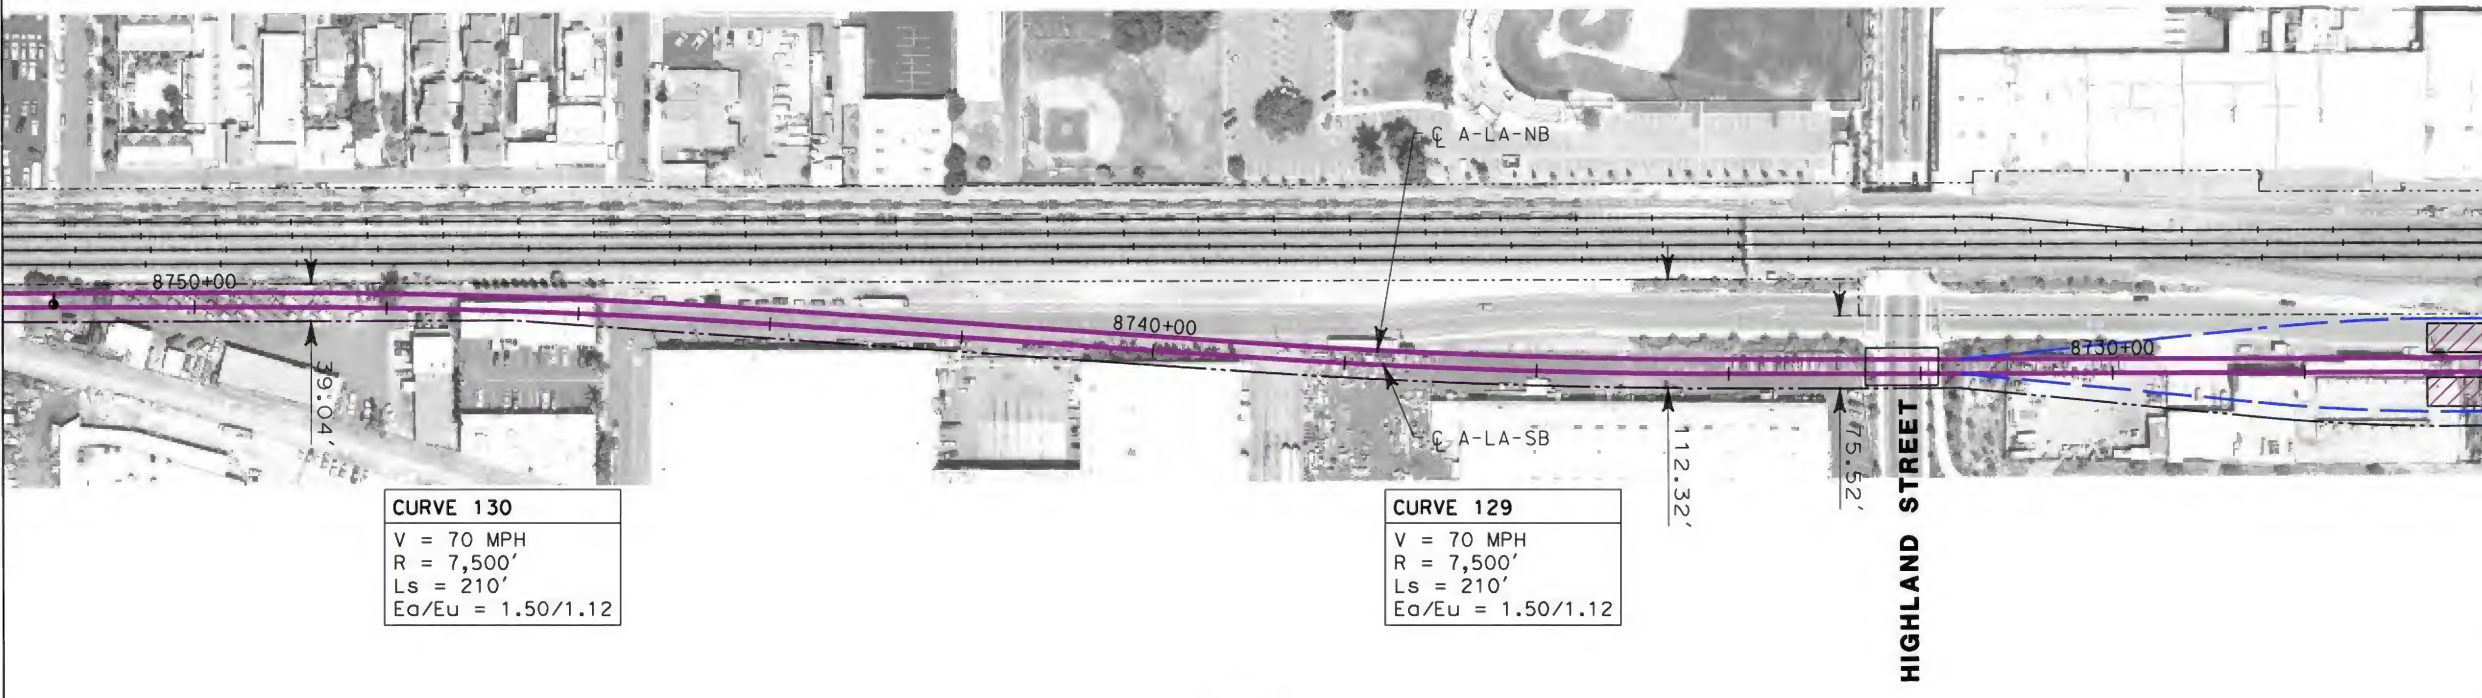 ℄ A-LA-NB
8750+00
8740+00
8730+00
39.04'
℄ A-LA-SB
112.32'
75.52'
HIGHLAND STREET
CURVE 130
V = 70 MPH
R = 7,500'
Ls = 210'
Ea/Eu = 1.50/1.12
CURVE 129
V = 70 MPH
R = 7,500'
Ls = 210'
Ea/Eu = 1.50/1.12